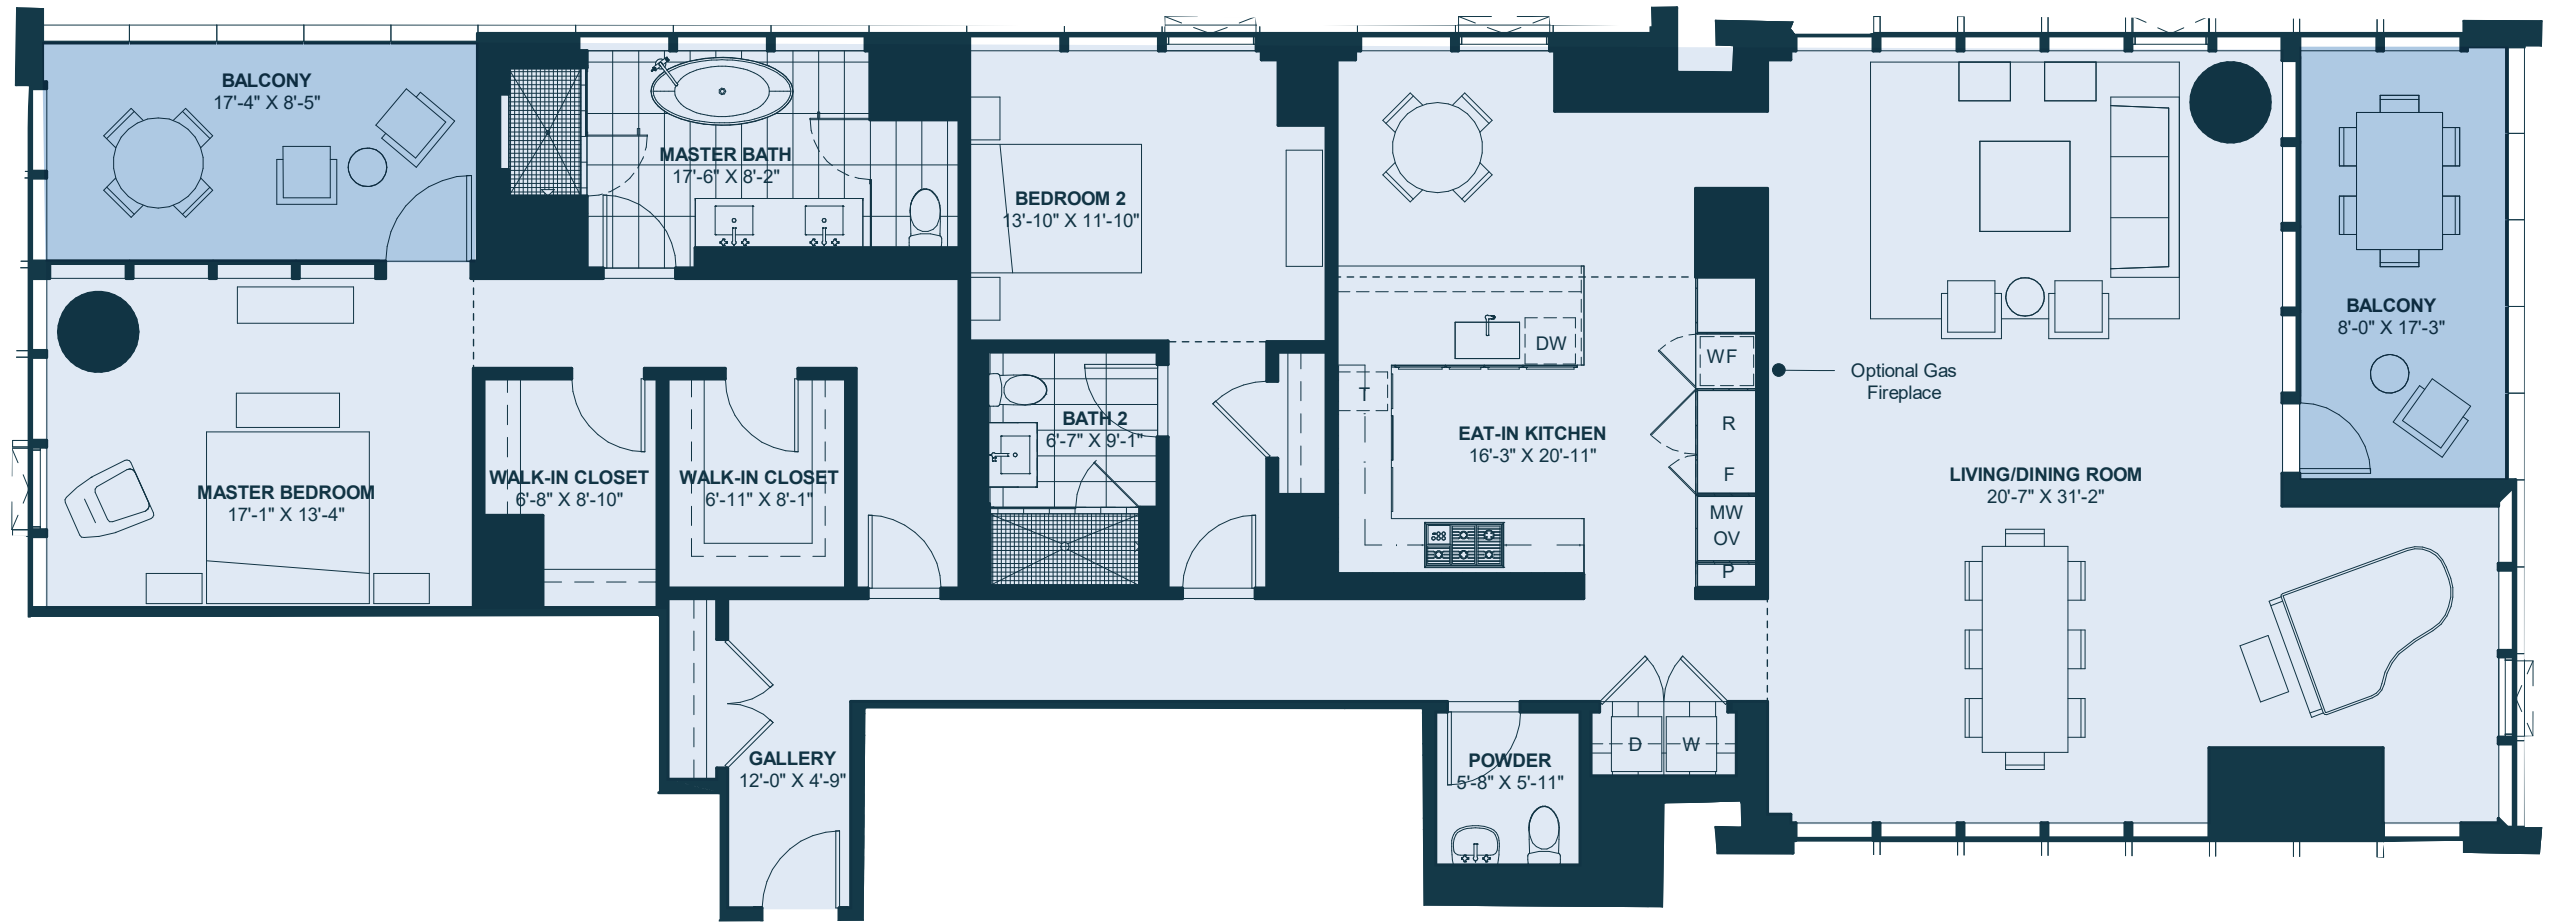 BALCONY
17'-4" X 8'-5"
MASTER BATH
17'-6" X 8'-2"
BEDROOM 2
13'-10" X 11'-10"
BALCONY
8'-0" X 17'-3"
DW
WF
Optional Gas
Fireplace
T
BATH 2
6'-7" X 9'-1"
R
EAT-IN KITCHEN
16'-3" X 20'-11"
F
LIVING/DINING ROOM
20'-7" X 31'-2"
MASTER BEDROOM
17'-1" X 13'-4"
WALK-IN CLOSET
6'-8" X 8'-10"
WALK-IN CLOSET
6'-11" X 8'-1"
MW
OV
P
GALLERY
12'-0" X 4'-9"
POWDER
5'-8" X 5'-11"
D
W